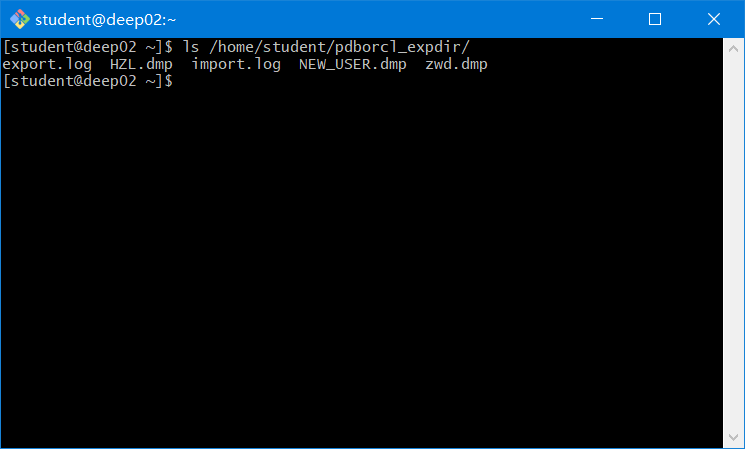 student@deep02:~
[student@deep02 ~]$ ls /home/student/pdborcl_expdir/
export.log  HZL.dmp  import.log  NEW_USER.dmp  zwd.dmp
[student@deep02 ~]$